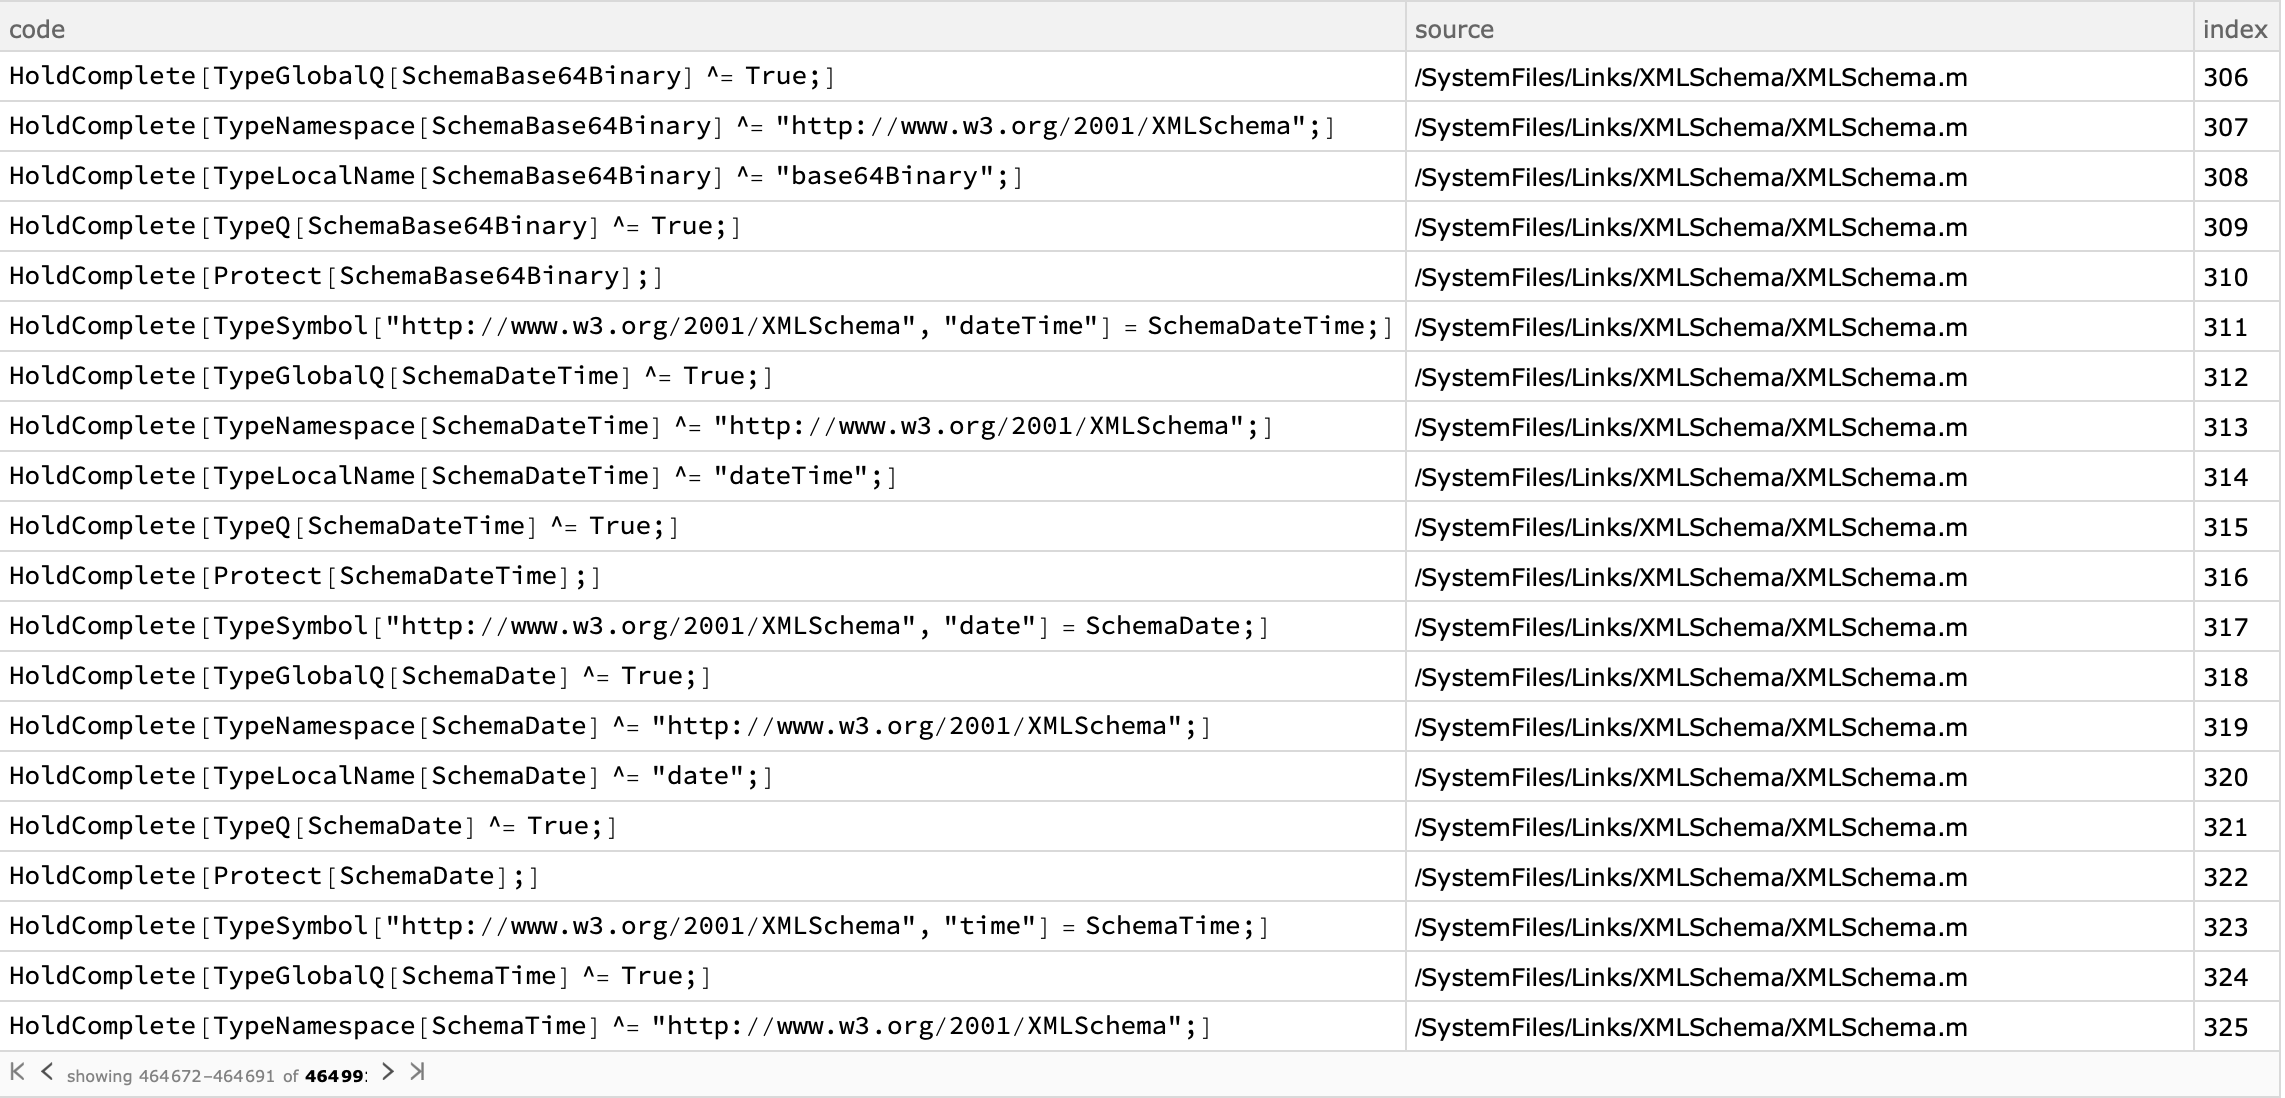 code source index
HoldComplete[TypeGlobalQ[SchemaBase64Binary] ^= True;] /SystemFiles/Links/XMLSchema/XMLSchema.m 306
HoldComplete[TypeNamespace[SchemaBase64Binary] ^= "http://www.w3.org/2001/XMLSchema";] /SystemFiles/Links/XMLSchema/XMLSchema.m 307
HoldComplete[TypeLocalName[SchemaBase64Binary] ^= "base64Binary";] /SystemFiles/Links/XMLSchema/XMLSchema.m 308
HoldComplete[TypeQ[SchemaBase64Binary] ^= True;] /SystemFiles/Links/XMLSchema/XMLSchema.m 309
HoldComplete[Protect[SchemaBase64Binary];] /SystemFiles/Links/XMLSchema/XMLSchema.m 310
HoldComplete[TypeSymbol["http://www.w3.org/2001/XMLSchema", "dateTime"] = SchemaDateTime;] /SystemFiles/Links/XMLSchema/XMLSchema.m 311
HoldComplete[TypeGlobalQ[SchemaDateTime] ^= True;] /SystemFiles/Links/XMLSchema/XMLSchema.m 312
HoldComplete[TypeNamespace[SchemaDateTime] ^= "http://www.w3.org/2001/XMLSchema";] /SystemFiles/Links/XMLSchema/XMLSchema.m 313
HoldComplete[TypeLocalName[SchemaDateTime] ^= "dateTime";] /SystemFiles/Links/XMLSchema/XMLSchema.m 314
HoldComplete[TypeQ[SchemaDateTime] ^= True;] /SystemFiles/Links/XMLSchema/XMLSchema.m 315
HoldComplete[Protect[SchemaDateTime];] /SystemFiles/Links/XMLSchema/XMLSchema.m 316
HoldComplete[TypeSymbol["http://www.w3.org/2001/XMLSchema", "date"] = SchemaDate;] /SystemFiles/Links/XMLSchema/XMLSchema.m 317
HoldComplete[TypeGlobalQ[SchemaDate] ^= True;] /SystemFiles/Links/XMLSchema/XMLSchema.m 318
HoldComplete[TypeNamespace[SchemaDate] ^= "http://www.w3.org/2001/XMLSchema";] /SystemFiles/Links/XMLSchema/XMLSchema.m 319
HoldComplete[TypeLocalName[SchemaDate] ^= "date";] /SystemFiles/Links/XMLSchema/XMLSchema.m 320
HoldComplete[TypeQ[SchemaDate] ^= True;] /SystemFiles/Links/XMLSchema/XMLSchema.m 321
HoldComplete[Protect[SchemaDate];] /SystemFiles/Links/XMLSchema/XMLSchema.m 322
HoldComplete[TypeSymbol["http://www.w3.org/2001/XMLSchema", "time"] = SchemaTime;] /SystemFiles/Links/XMLSchema/XMLSchema.m 323
HoldComplete[TypeGlobalQ[SchemaTime] ^= True;] /SystemFiles/Links/XMLSchema/XMLSchema.m 324
HoldComplete[TypeNamespace[SchemaTime] ^= "http://www.w3.org/2001/XMLSchema";] /SystemFiles/Links/XMLSchema/XMLSchema.m 325
showing 464672–464691 of 46499